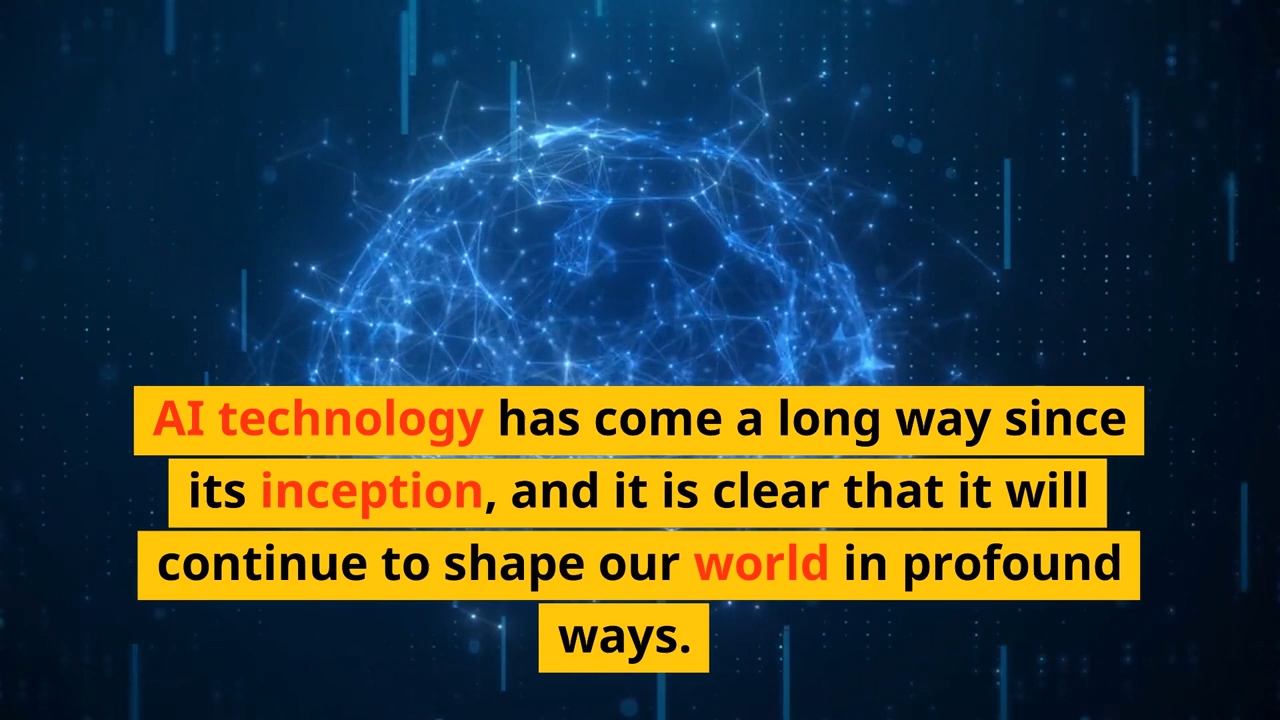 AI technology has come a long way since
its inception, and it is clear that it will
continue to shape our world in profound
ways.